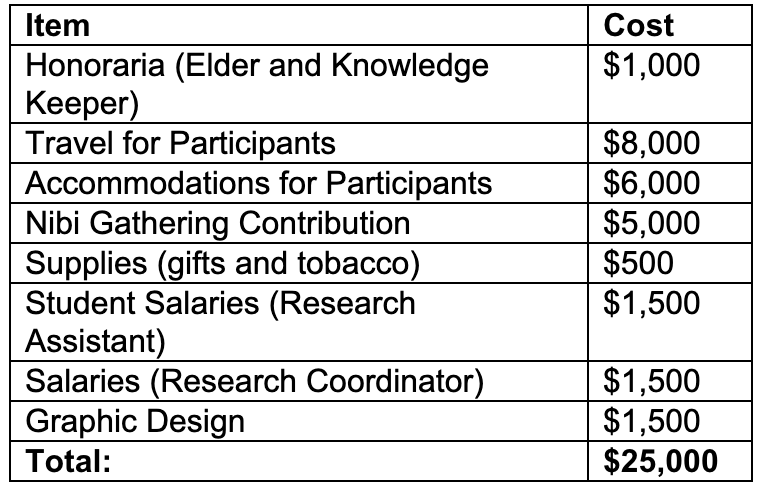 Item Cost
Honoraria (Elder and Knowledge $1,000
Keeper)
Travel for Participants $8,000
Accommodations for Participants $6,000
Nibi Gathering Contribution $5,000
Supplies (gifts and tobacco) $500
Student Salaries (Research $1,500
Assistant)
Salaries (Research Coordinator) $1,500
Graphic Design $1,500
Total: $25,000